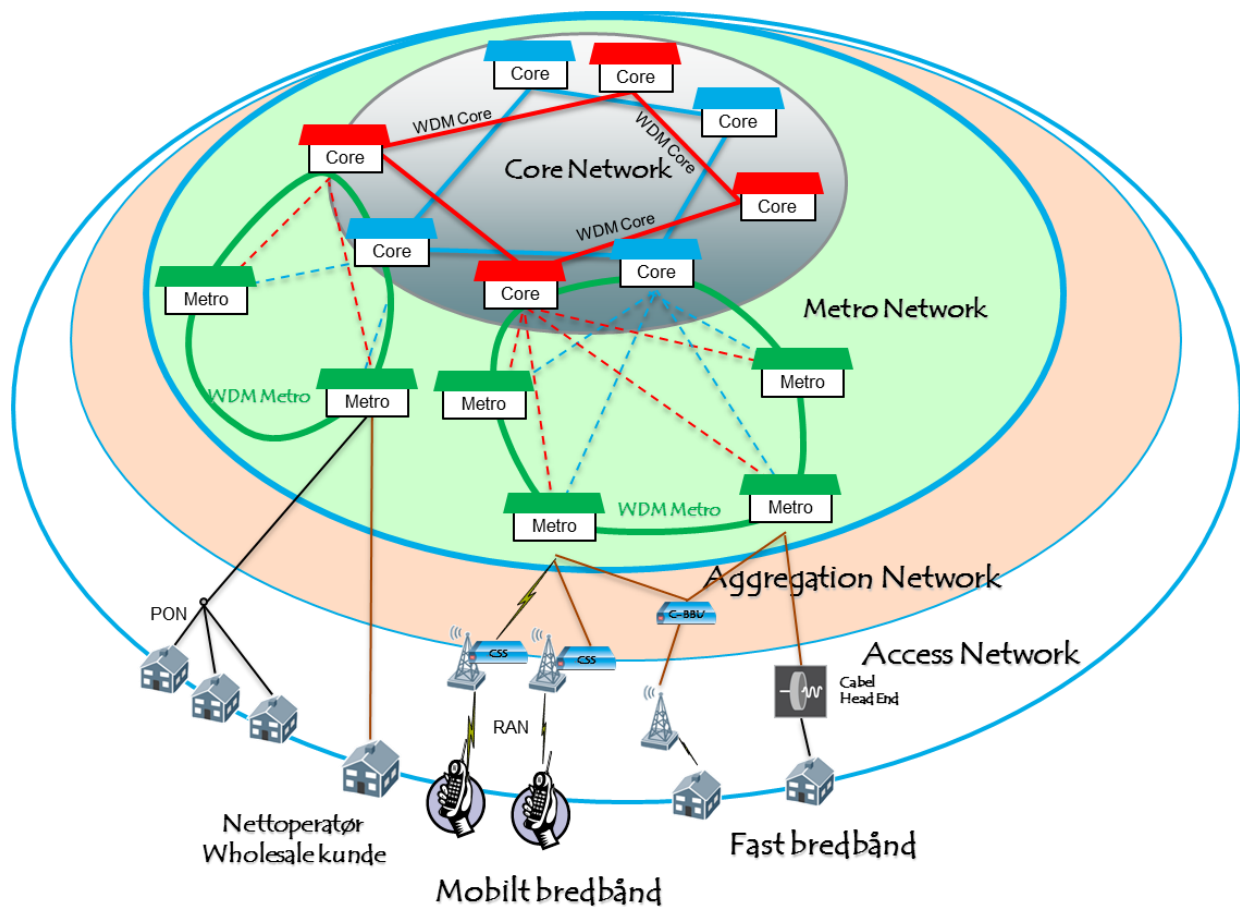 Core
Core
Core
WDM Core
WDM Core
Core
Core Network
Core
WDM Core
Core
Core
Core
Metro
Metro Network
Metro
Metro
Metro
WDM Metro
WDM Metro
Metro
Metro
Aggregation Network
C-BBU
PON
CSS
CSS
Access Network
Cabel
Head End
RAN
Nettoperatør
Wholesale kunde
Fast bredbånd
Mobilt bredbånd